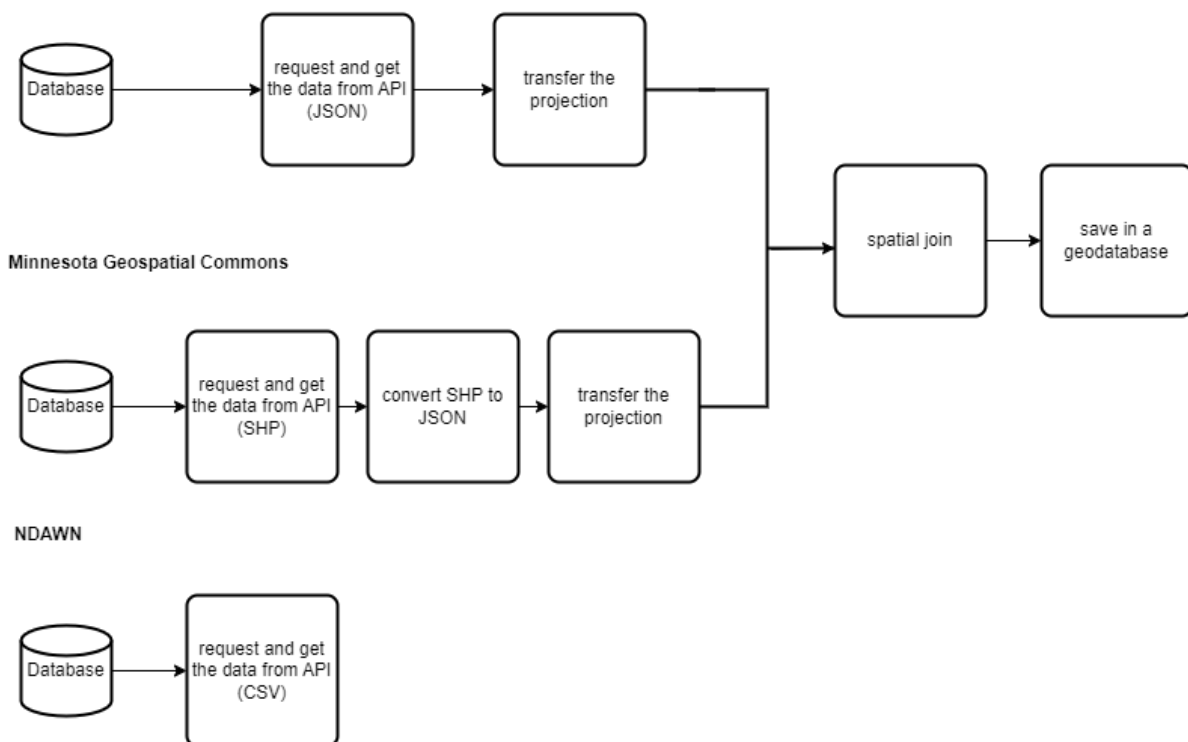 Database
request and get
the data from API
(JSON)
transfer the
projection
spatial join
save in a
geodatabase
Minnesota Geospatial Commons
Database
request and get
the data from API
(SHP)
convert SHP to
JSON
transfer the
projection
NDAWN
Database
request and get
the data from API
(CSV)